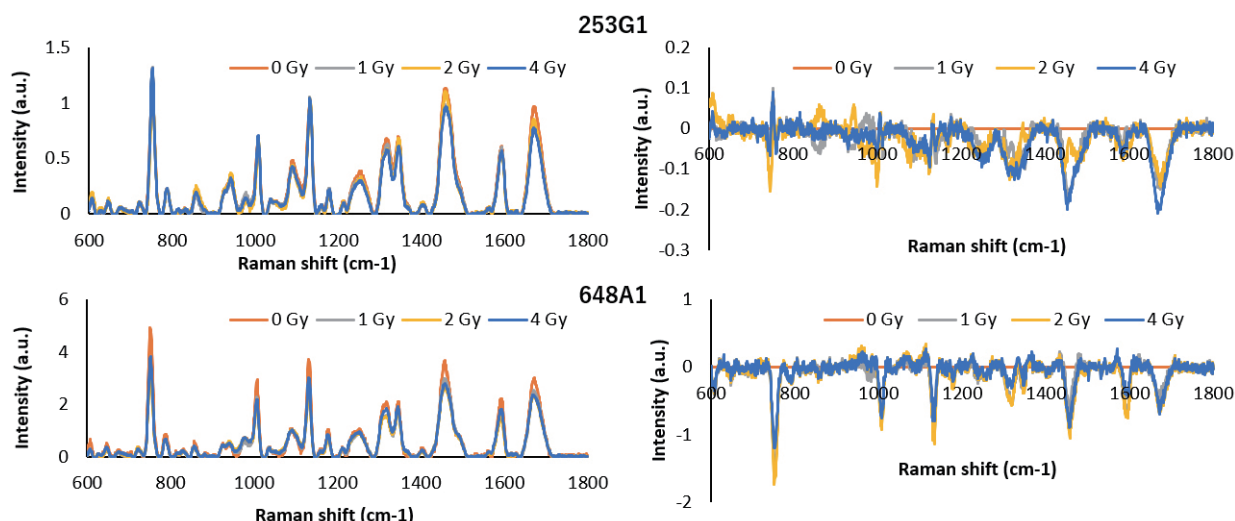 253G1
Intensity (a.u.)
1.5
1
0.5
0
0 Gy 1 Gy 2 Gy 4 Gy
600 800 1000 1200 1400 1600 1800
Raman shift (cm-1)
Intensity (a.u.)
0.2
0.1
0
-0.1
-0.2
-0.3
0 Gy 1 Gy 2 Gy 4 Gy
600 800 1000 1200 1400 1600 1800
Raman shift (cm-1)
648A1
Intensity (a.u.)
6
4
2
0
0 Gy 1 Gy 2 Gy 4 Gy
600 800 1000 1200 1400 1600 1800
Raman shift (cm-1)
Intensity (a.u.)
1
0
-1
-2
0 Gy 1 Gy 2 Gy 4 Gy
600 800 1000 1200 1400 1600 1800
Raman shift (cm-1)